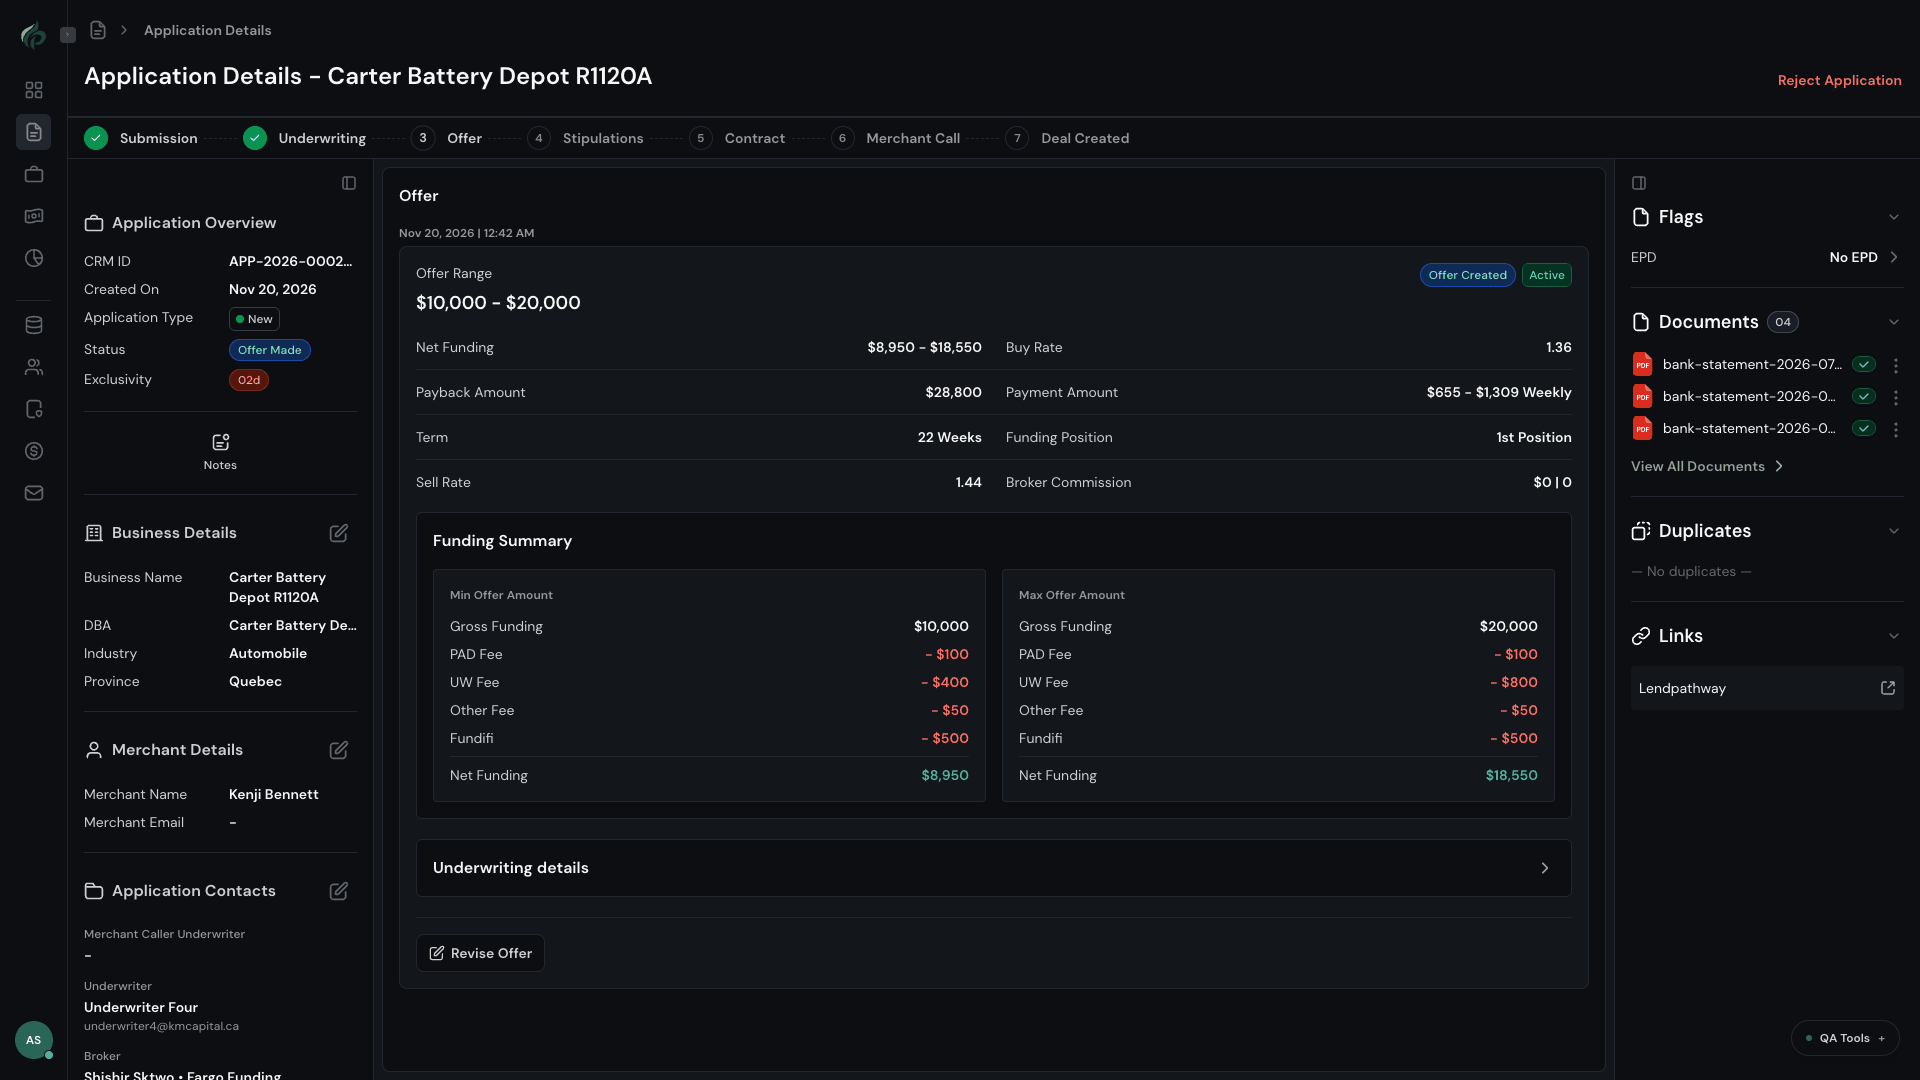 Application Details
Application Details – Carter Battery Depot R1120A
Reject Application
Submission
Underwriting
3 Offer
4 Stipulations
5 Contract
6 Merchant Call
7 Deal Created
Application Overview
CRM ID APP-2026-0002...
Created On Nov 20, 2026
Application Type New
Status Offer Made
Exclusivity 02d
Notes
Business Details
Business Name Carter Battery
Depot R1120A
DBA Carter Battery De...
Industry Automobile
Province Quebec
Merchant Details
Merchant Name Kenji Bennett
Merchant Email –
Application Contacts
Merchant Caller Underwriter
–
Underwriter
Underwriter Four
underwriter4@kmcapital.ca
Broker
Shishir Sktwo • Fargo Funding
AS
Offer
Nov 20, 2026 | 12:42 AM
Offer Range
$10,000 – $20,000
Offer Created Active
Net Funding $8,950 – $18,550 Buy Rate 1.36
Payback Amount $28,800 Payment Amount $655 – $1,309 Weekly
Term 22 Weeks Funding Position 1st Position
Sell Rate 1.44 Broker Commission $0 | 0
Funding Summary
Min Offer Amount
Gross Funding $10,000
PAD Fee – $100
UW Fee – $400
Other Fee – $50
Fundifi – $500
Net Funding $8,950
Max Offer Amount
Gross Funding $20,000
PAD Fee – $100
UW Fee – $800
Other Fee – $50
Fundifi – $500
Net Funding $18,550
Underwriting details
Revise Offer
Flags
EPD No EPD
Documents 04
PDF bank-statement-2026-07...
PDF bank-statement-2026-0...
PDF bank-statement-2026-0...
View All Documents
Duplicates
— No duplicates —
Links
Lendpathway
QA Tools +